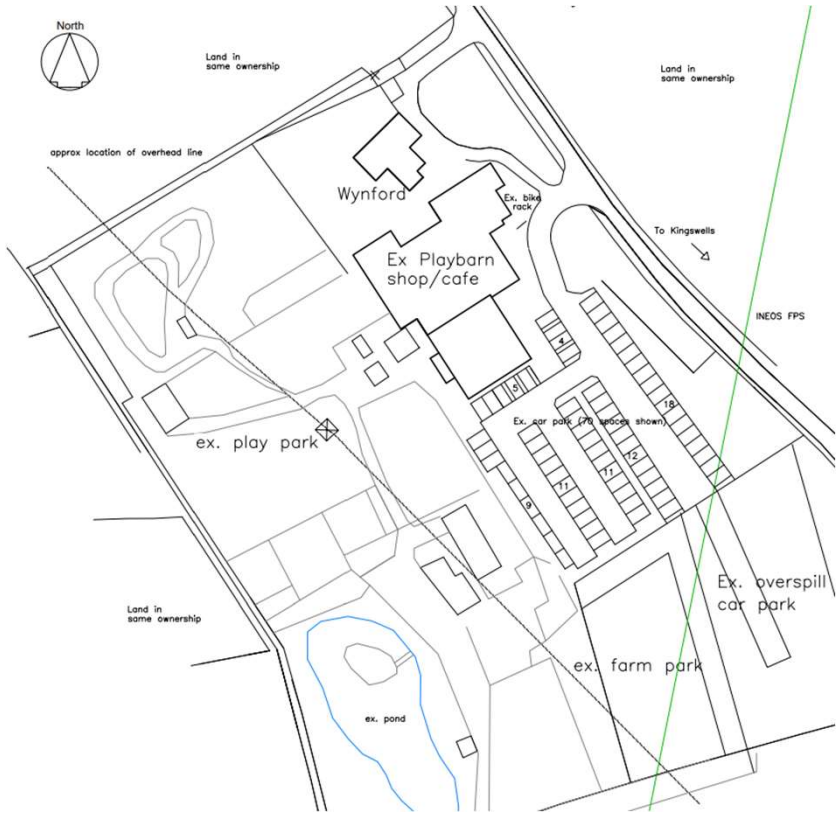 North
Land in
same ownership
Land in
same ownership
approx location of overhead line
Wynford
Ex. bike
rack
To Kingswells
Ex Playbarn
shop/cafe
INEOS FPS
4
5
18
Ex. car park (70 spaces shown)
ex. play park
12
11
11
9
Ex. overspill
car park
Land in
same ownership
ex. farm park
ex. pond